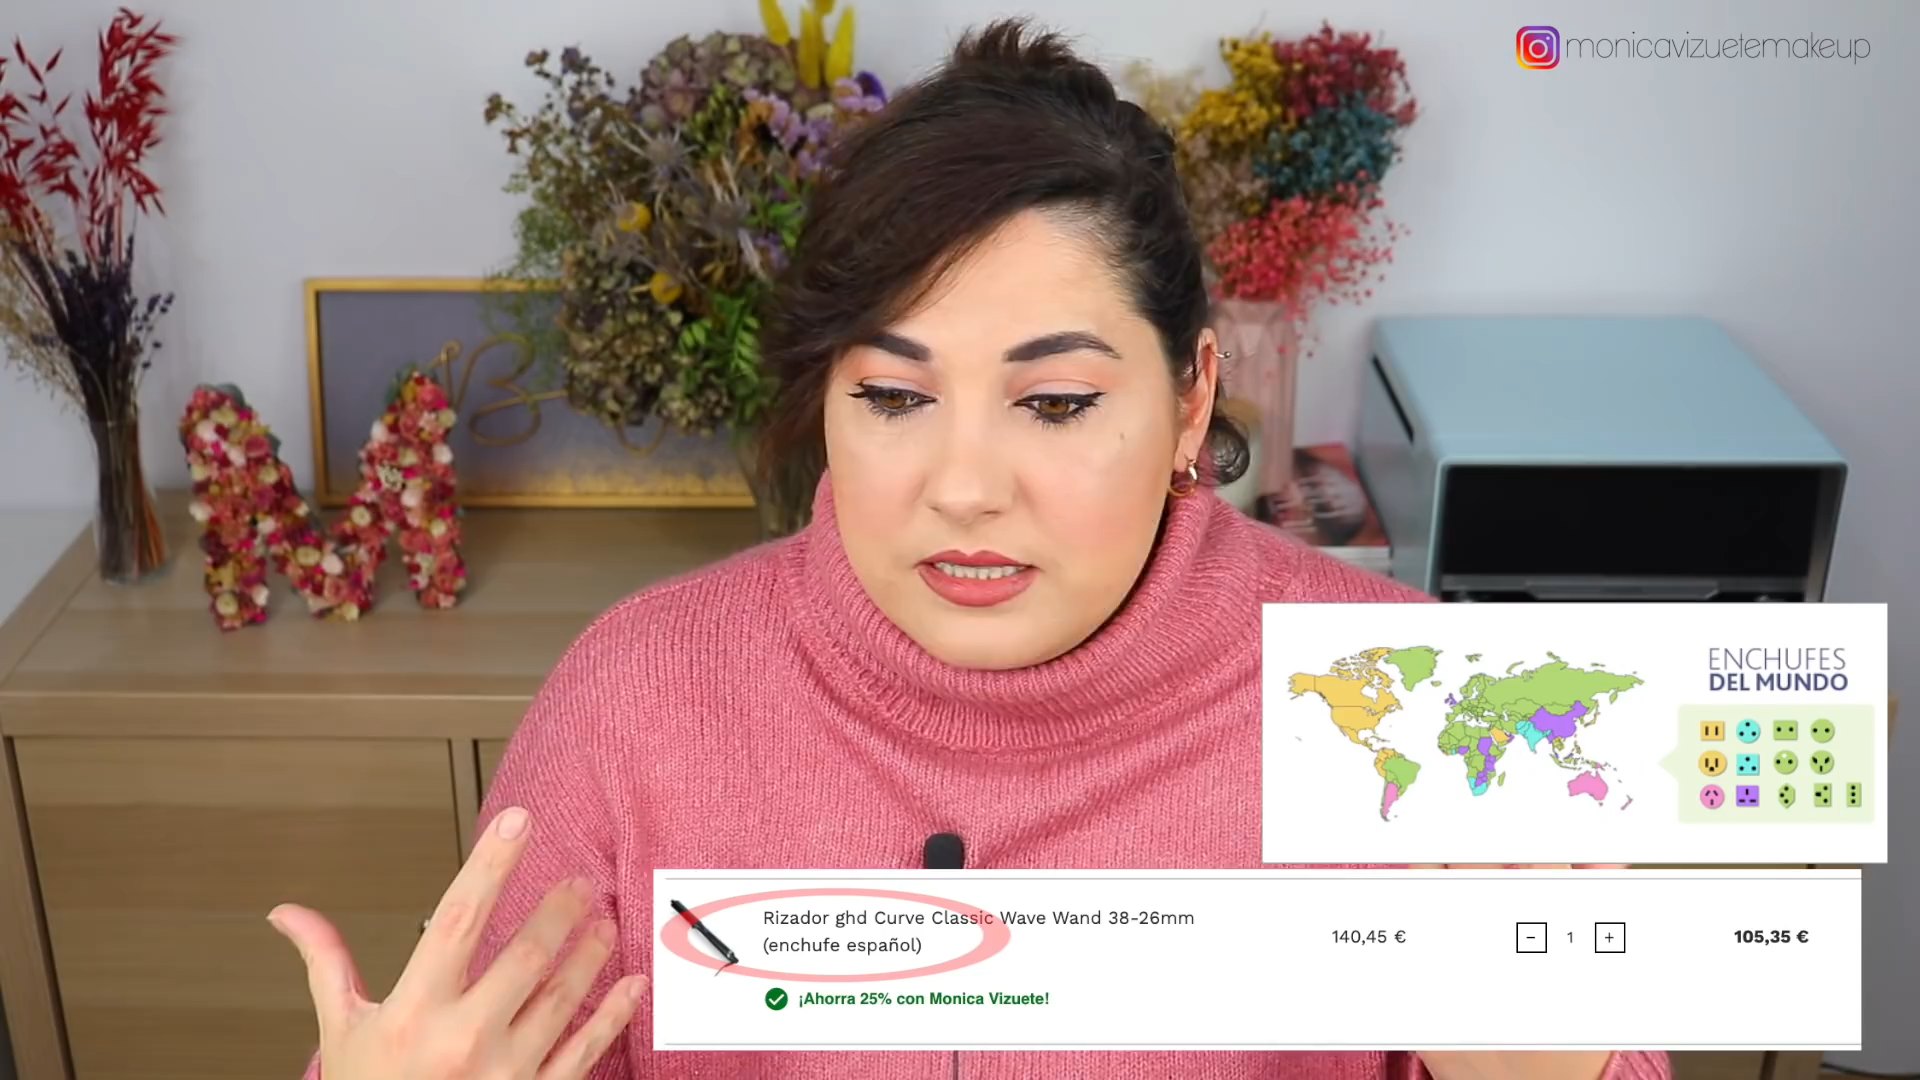 monicavizuetemakeup
ENCHUFES
DEL MUNDO
Rizador ghd Curve Classic Wave Wand 38-26mm
(enchufe español)
140,45 €
− 1 +
105,35 €
¡Ahorra 25% con Monica Vizuete!